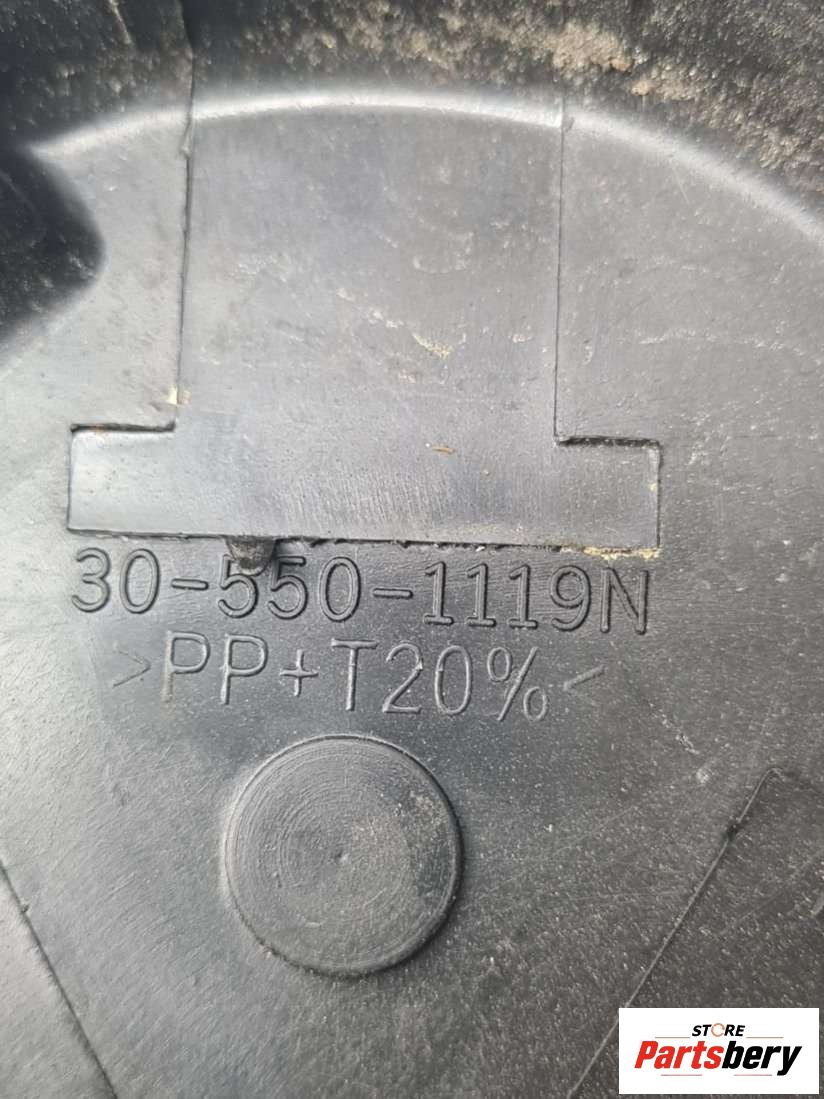 30-550-1119N
>PP+T20%<
STORE
Partsbery